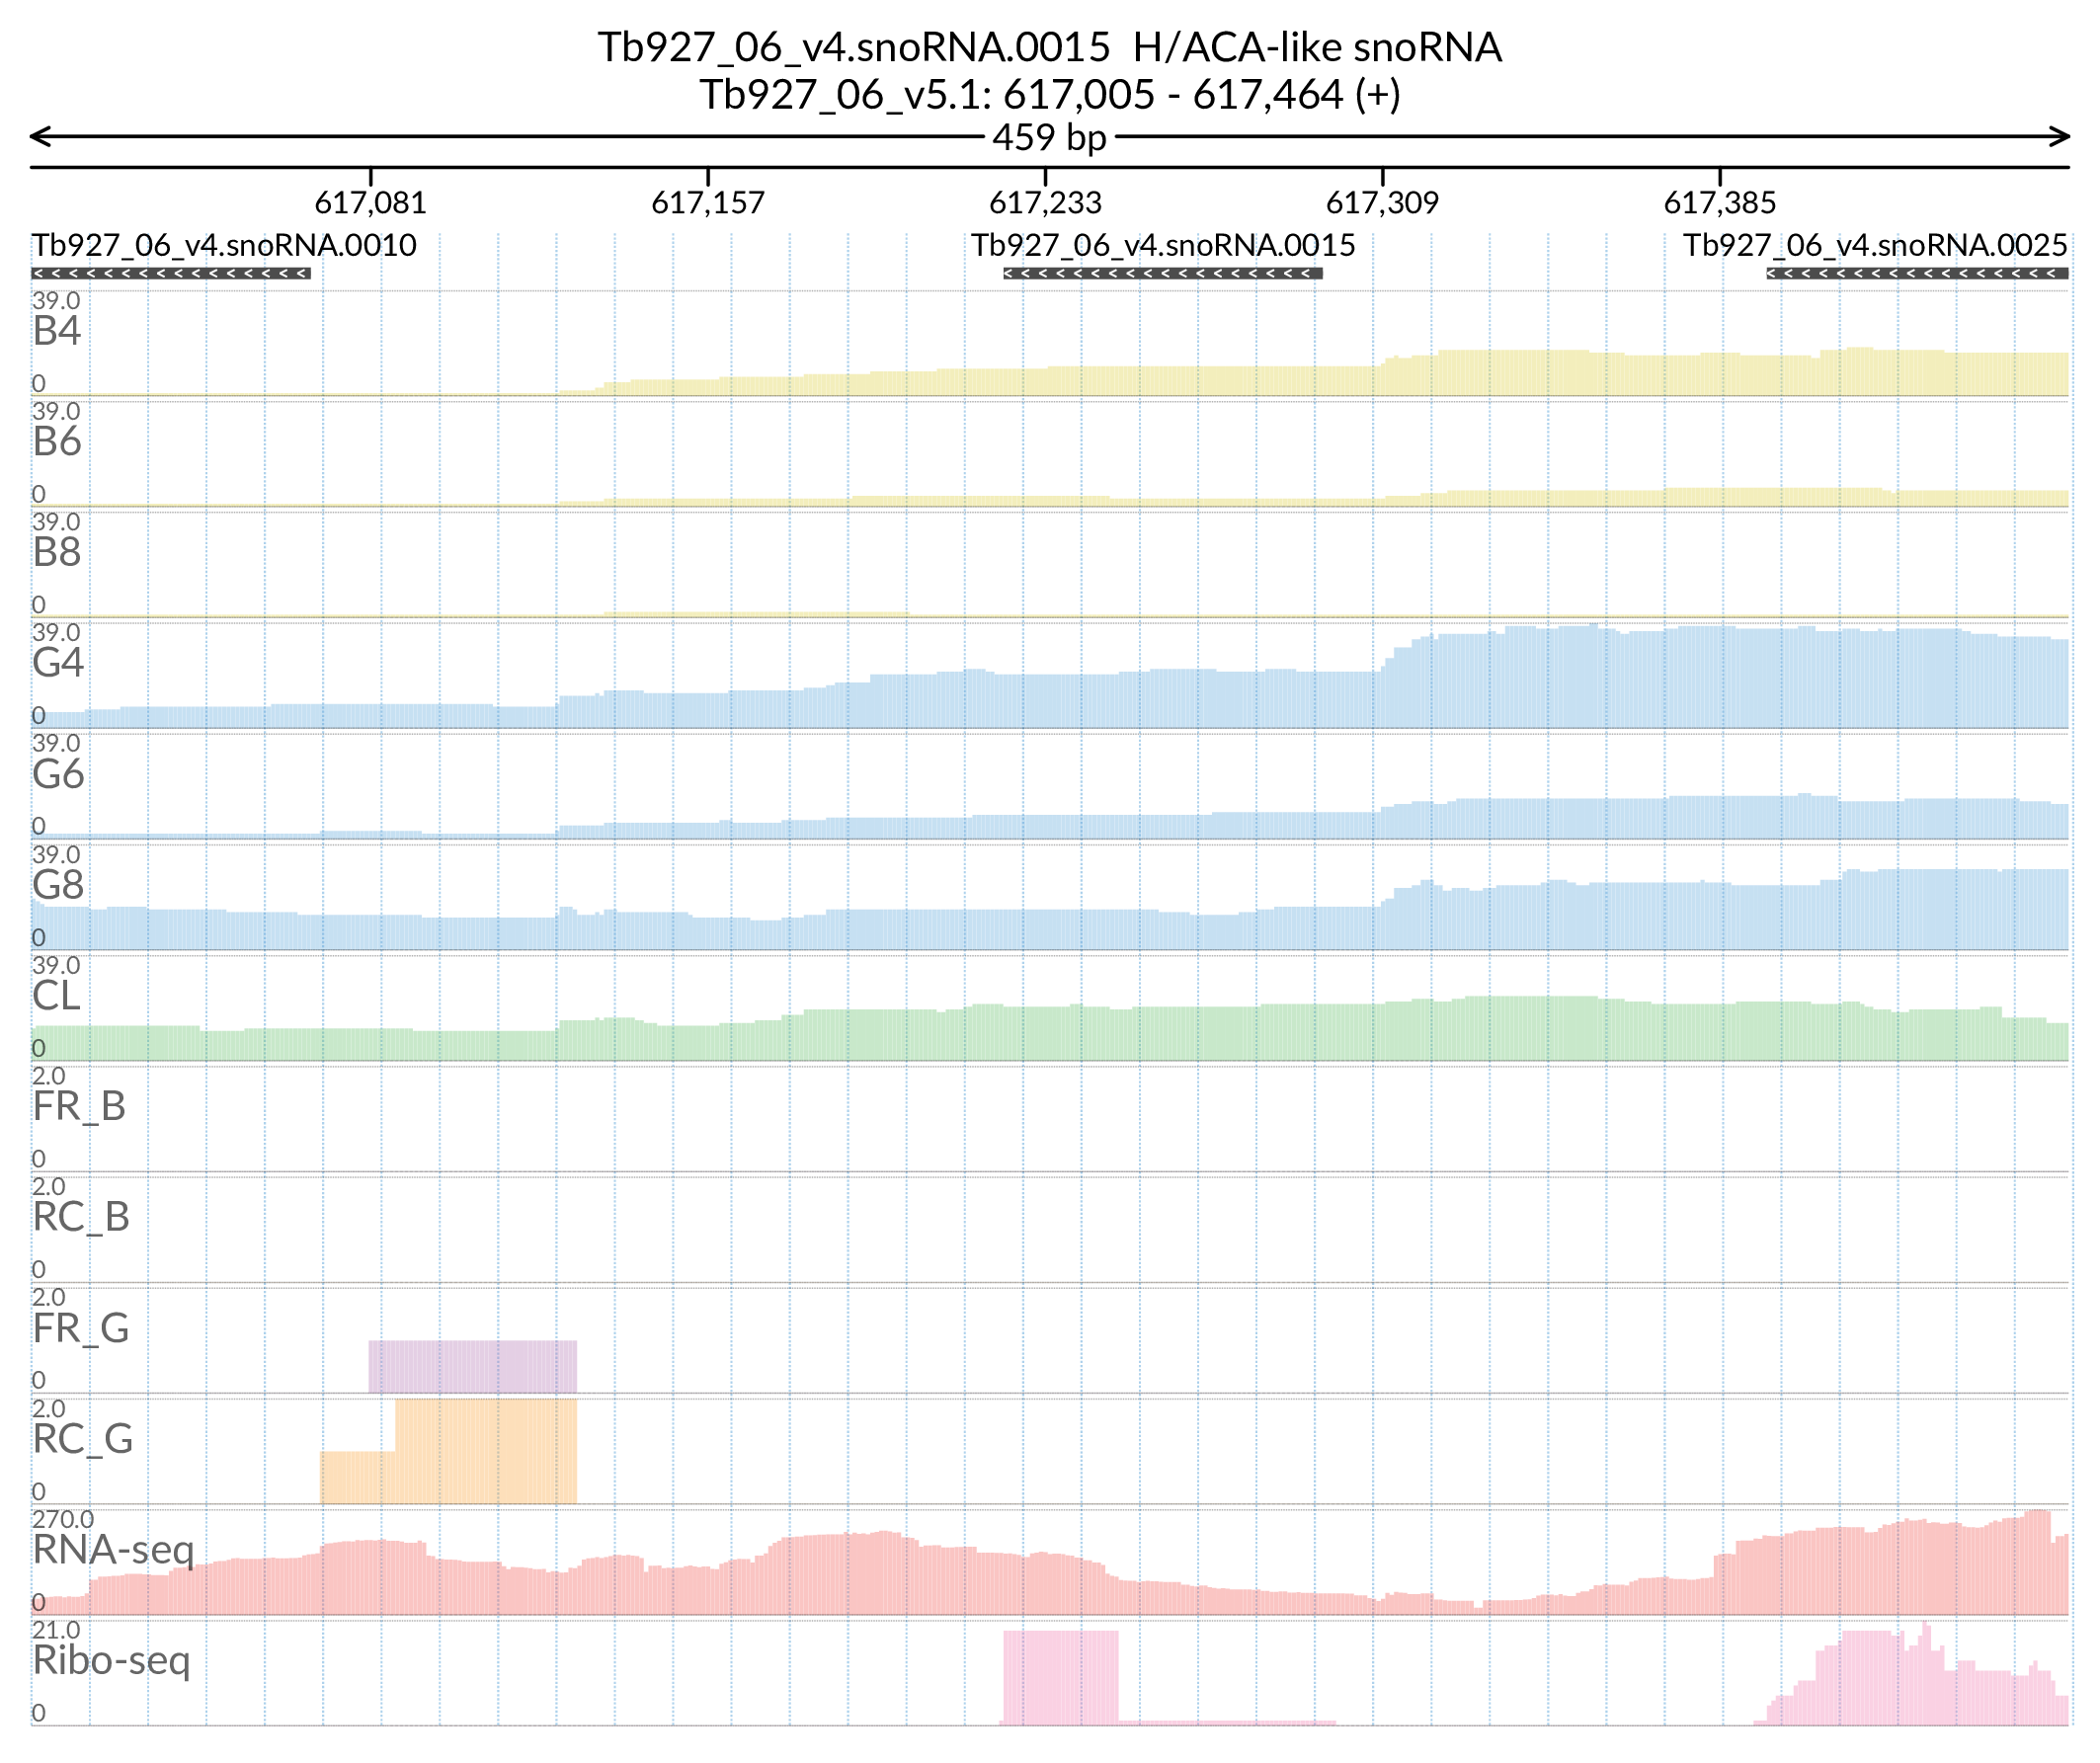 Tb927_06_v4.snoRNA.0015  H/ACA-like snoRNA
Tb927_06_v5.1: 617,005 - 617,464 (+)
459 bp
617,081 617,157 617,233 617,309 617,385
Tb927_06_v4.snoRNA.0010 Tb927_06_v4.snoRNA.0015 Tb927_06_v4.snoRNA.0025
39.0
B4
0
39.0
B6
0
39.0
B8
0
39.0
G4
0
39.0
G6
0
39.0
G8
0
39.0
CL
0
2.0
FR_B
0
2.0
RC_B
0
2.0
FR_G
0
2.0
RC_G
0
270.0
RNA-seq
0
21.0
Ribo-seq
0